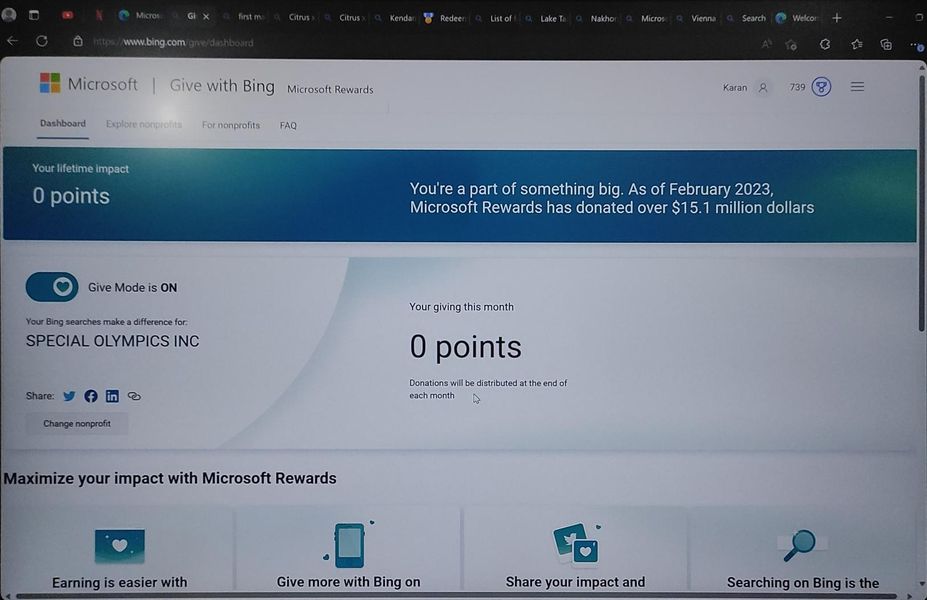 Micros
Gi
first m
Citrus
Citrus
Kendar
Redeem
List of
Lake Ta
Nakhor
Micros
Vienna
Search
Welcom
https://www.bing.com/give/dashboard
Microsoft | Give with Bing Microsoft Rewards
Karan
739
Dashboard
Explore nonprofits
For nonprofits
FAQ
Your lifetime impact
0 points
You're a part of something big. As of February 2023,
Microsoft Rewards has donated over $15.1 million dollars
Give Mode is ON
Your Bing searches make a difference for:
SPECIAL OLYMPICS INC
Share:
Change nonprofit
Your giving this month
0 points
Donations will be distributed at the end of
each month
Maximize your impact with Microsoft Rewards
Earning is easier with
Give more with Bing on
Share your impact and
Searching on Bing is the